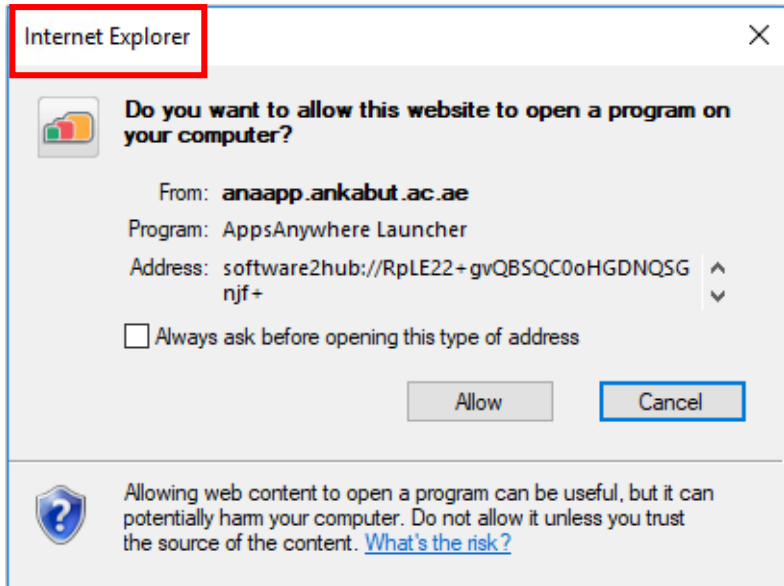 Internet Explorer
Do you want to allow this website to open a program on
your computer?
From: anaapp.ankabut.ac.ae
Program: AppsAnywhere Launcher
Address: software2hub://RpLE22+gvQBSQC0oHGDNQSG
njf+
Always ask before opening this type of address
Allow Cancel
Allowing web content to open a program can be useful, but it can
potentially harm your computer. Do not allow it unless you trust
the source of the content. What's the risk?